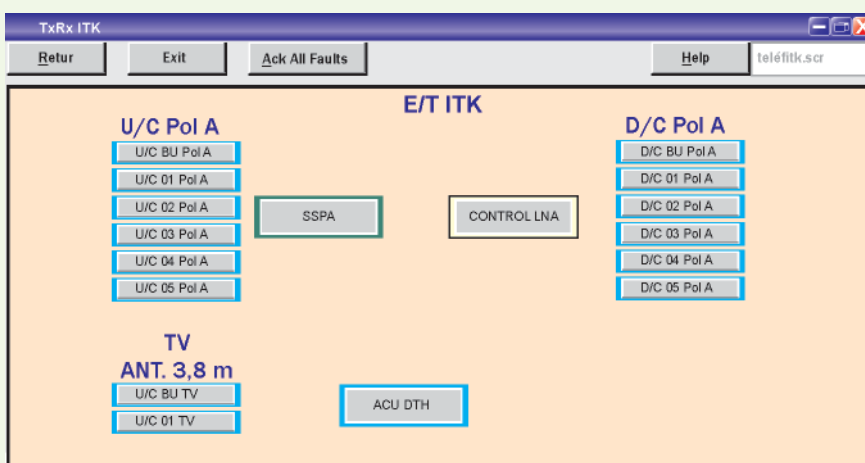 TxRx ITK
Retur Exit Ack All Faults Help teléfitk.scr
E/T ITK
U/C Pol A
U/C BU Pol A
U/C 01 Pol A
U/C 02 Pol A
U/C 03 Pol A
U/C 04 Pol A
U/C 05 Pol A
SSPA
CONTROL LNA
D/C Pol A
D/C BU Pol A
D/C 01 Pol A
D/C 02 Pol A
D/C 03 Pol A
D/C 04 Pol A
D/C 05 Pol A
TV
ANT. 3,8 m
U/C BU TV
U/C 01 TV
ACU DTH